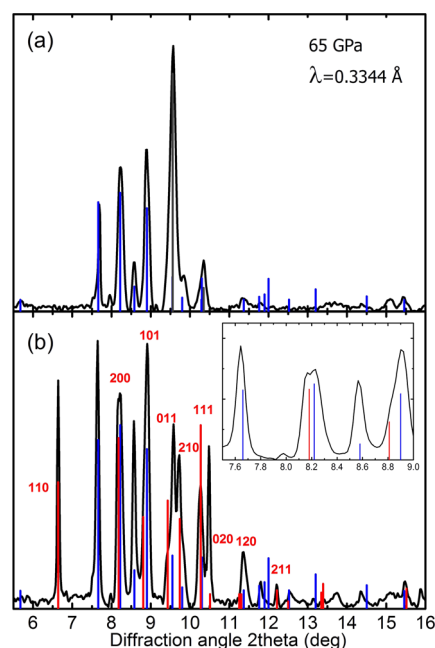 (a)
65 GPa
λ=0.3344 Å
(b)
101
200
011
111
210
110
020
120
211
7.6 7.8 8.0 8.2 8.4 8.6 8.8 9.0
6 7 8 9 10 11 12 13 14 15 16
Diffraction angle 2theta (deg)